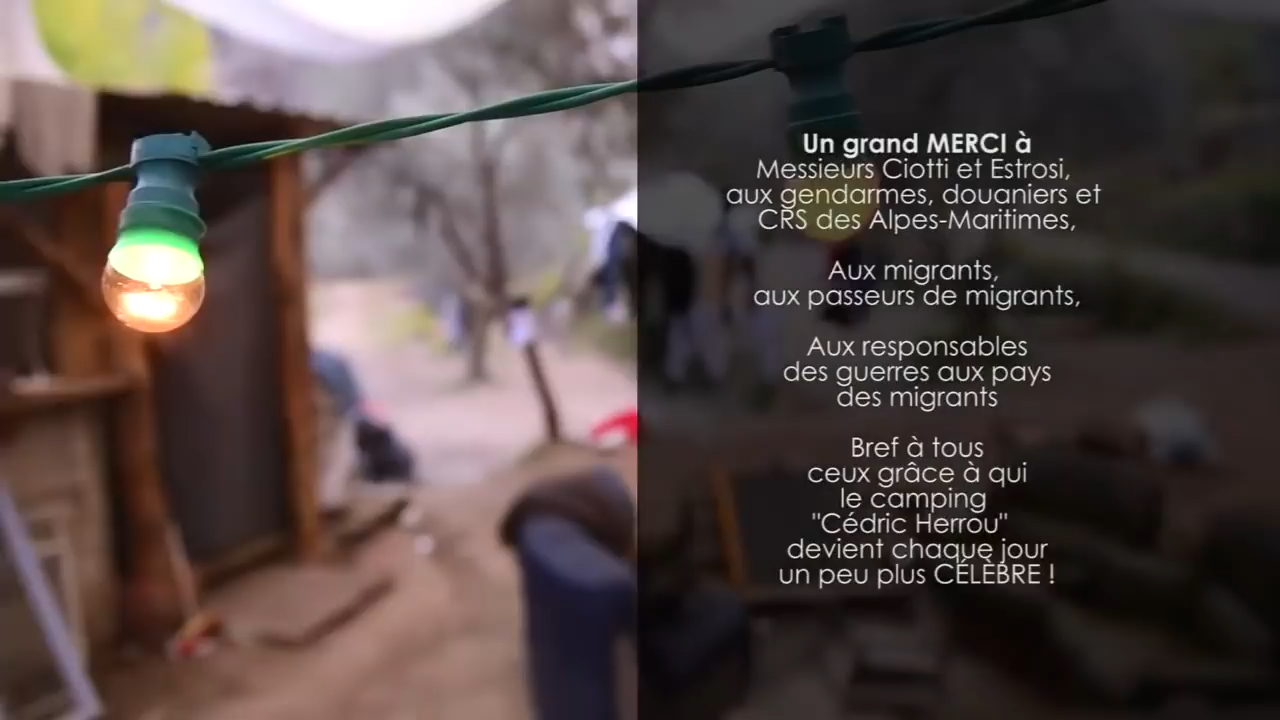 Un grand MERCI à
Messieurs Ciotti et Estrosi,
aux gendarmes, douaniers et
CRS des Alpes-Maritimes,
Aux migrants,
aux passeurs de migrants,
Aux responsables
des guerres aux pays
des migrants
Bref à tous
ceux grâce à qui
le camping
"Cédric Herrou"
devient chaque jour
un peu plus CÉLÈBRE !